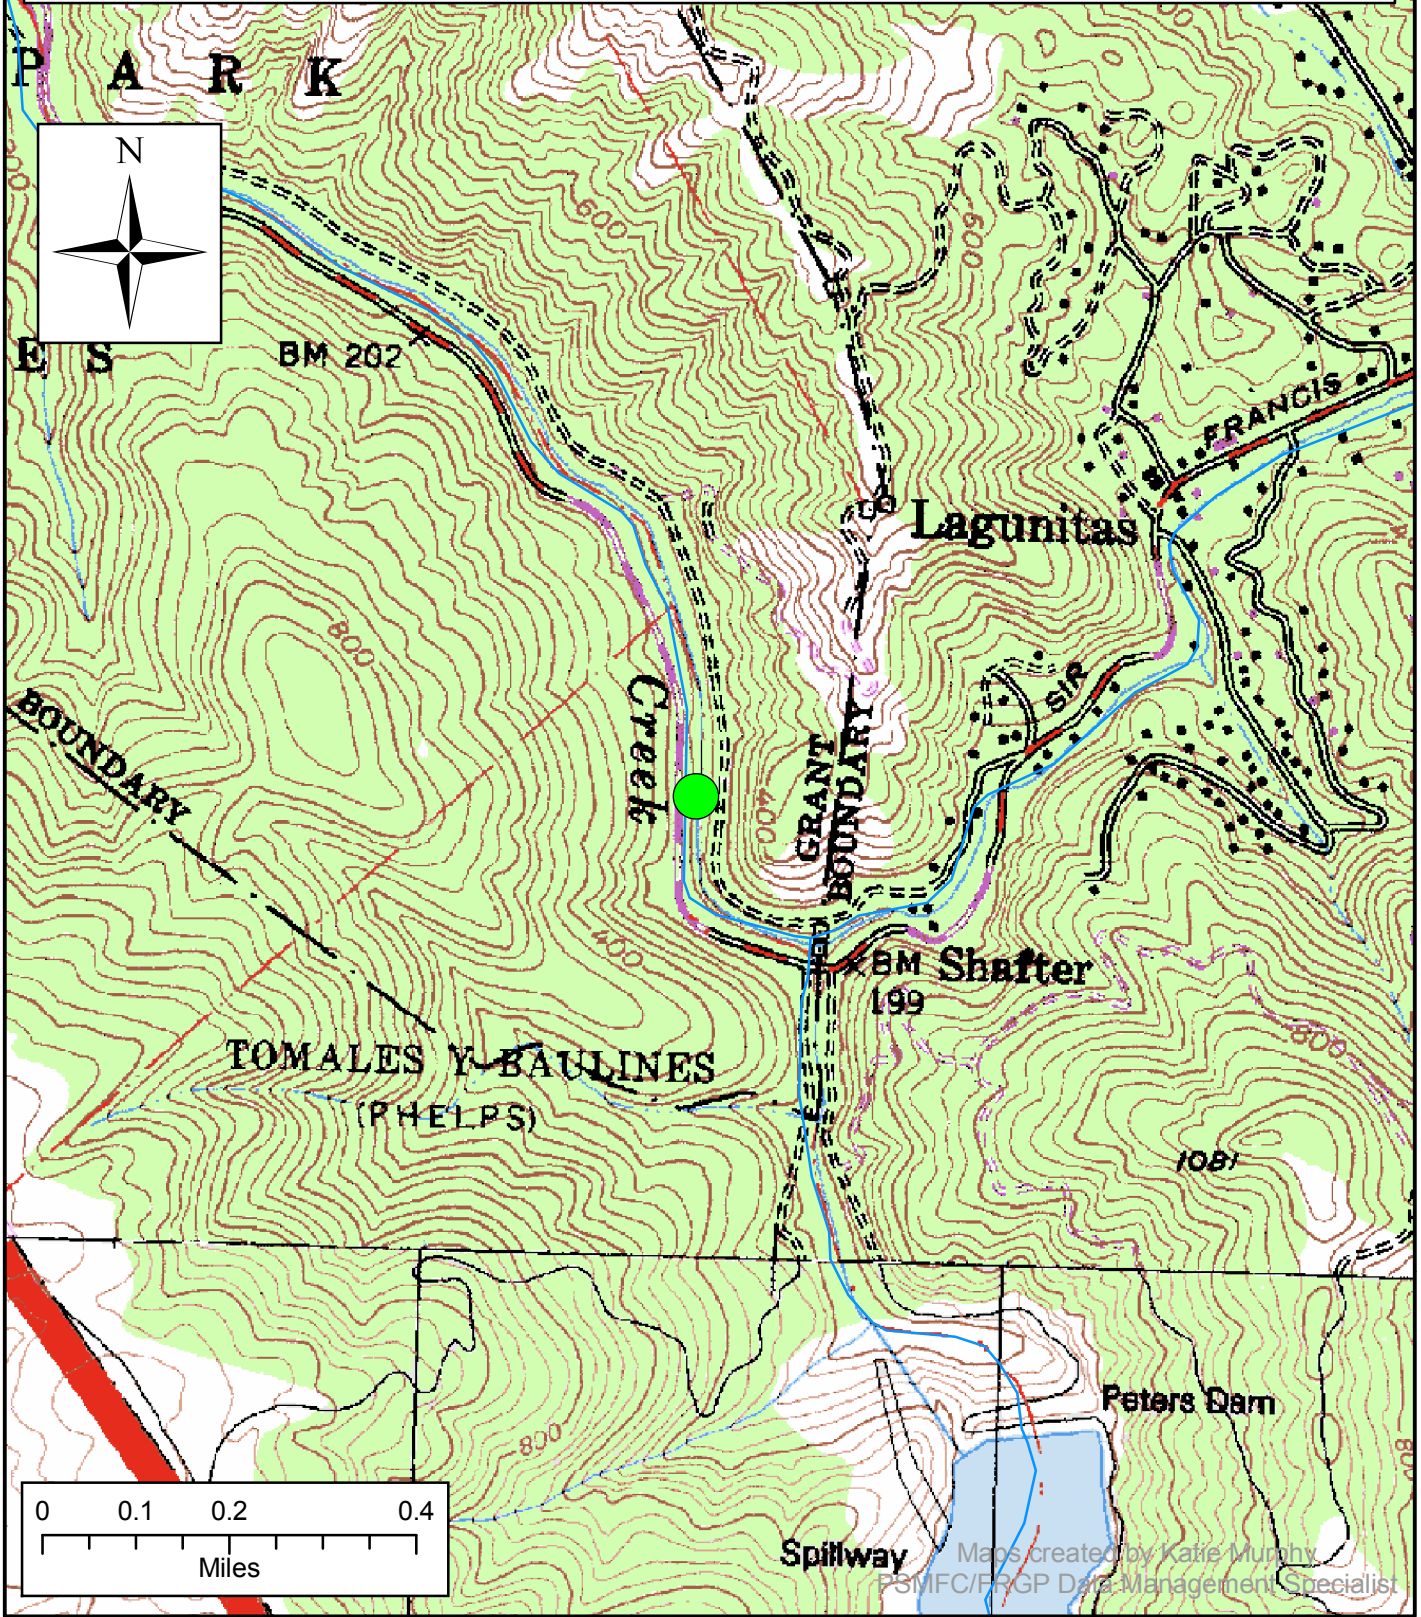 P A R K
N
600
600
BM 202
E S
FRANCIS
Lagunitas
800
Creek
SIR
BOUNDARY
GRANT
BOUNDARY
400
400
BM
199
Shafter
800
TOMALES Y BAULINES
(PHELPS)
1081
Peters Dam
800
0 0.1 0.2 0.4
Miles
Spillway
Maps created by Katie Murphy
PSMFC/FRGP Data Management Specialist